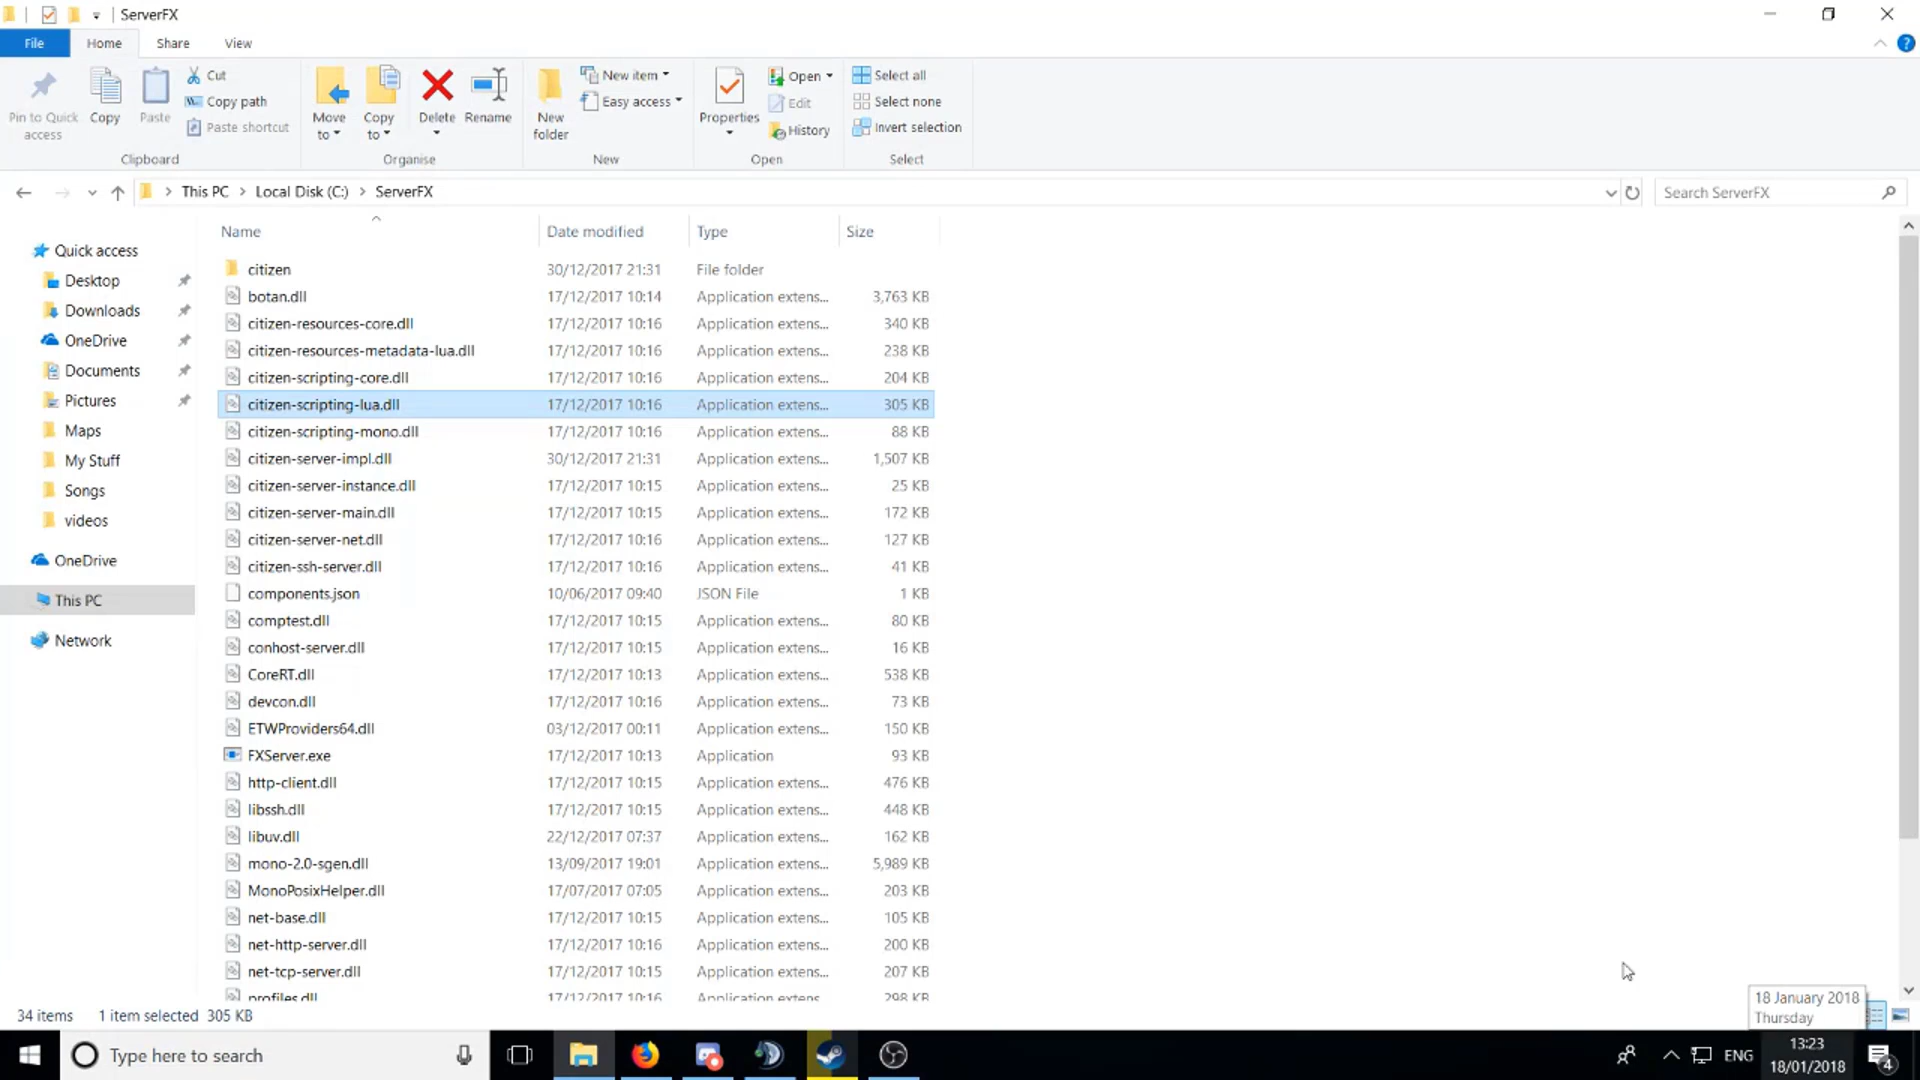 ServerFX
File Home Share View
Pin to Quick access
Copy
Paste
Cut
Copy path
Paste shortcut
Clipboard
Move to
Copy to
Delete
Rename
Organise
New folder
New item
Easy access
New
Properties
Open
Edit
History
Open
Select all
Select none
Invert selection
Select
This PC > Local Disk (C:) > ServerFX
Search ServerFX
Name Date modified Type Size
Quick access
Desktop
Downloads
OneDrive
Documents
Pictures
Maps
My Stuff
Songs
videos
OneDrive
This PC
Network
citizen 30/12/2017 21:31 File folder
botan.dll 17/12/2017 10:14 Application extens... 3,763 KB
citizen-resources-core.dll 17/12/2017 10:16 Application extens... 340 KB
citizen-resources-metadata-lua.dll 17/12/2017 10:16 Application extens... 238 KB
citizen-scripting-core.dll 17/12/2017 10:16 Application extens... 204 KB
citizen-scripting-lua.dll 17/12/2017 10:16 Application extens... 305 KB
citizen-scripting-mono.dll 17/12/2017 10:16 Application extens... 88 KB
citizen-server-impl.dll 30/12/2017 21:31 Application extens... 1,507 KB
citizen-server-instance.dll 17/12/2017 10:15 Application extens... 25 KB
citizen-server-main.dll 17/12/2017 10:15 Application extens... 172 KB
citizen-server-net.dll 17/12/2017 10:16 Application extens... 127 KB
citizen-ssh-server.dll 17/12/2017 10:16 Application extens... 41 KB
components.json 10/06/2017 09:40 JSON File 1 KB
comptest.dll 17/12/2017 10:15 Application extens... 80 KB
conhost-server.dll 17/12/2017 10:15 Application extens... 16 KB
CoreRT.dll 17/12/2017 10:13 Application extens... 538 KB
devcon.dll 17/12/2017 10:16 Application extens... 73 KB
ETWProviders64.dll 03/12/2017 00:11 Application extens... 150 KB
FXServer.exe 17/12/2017 10:13 Application 93 KB
http-client.dll 17/12/2017 10:15 Application extens... 476 KB
libssh.dll 17/12/2017 10:15 Application extens... 448 KB
libuv.dll 22/12/2017 07:37 Application extens... 162 KB
mono-2.0-sgen.dll 13/09/2017 19:01 Application extens... 5,989 KB
MonoPosixHelper.dll 17/07/2017 07:05 Application extens... 203 KB
net-base.dll 17/12/2017 10:15 Application extens... 105 KB
net-http-server.dll 17/12/2017 10:16 Application extens... 200 KB
net-tcp-server.dll 17/12/2017 10:15 Application extens... 207 KB
profiles.dll 17/12/2017 10:16 Application extens... 298 KB
18 January 2018
Thursday
34 items 1 item selected 305 KB
Type here to search
ENG
13:23
18/01/2018
4